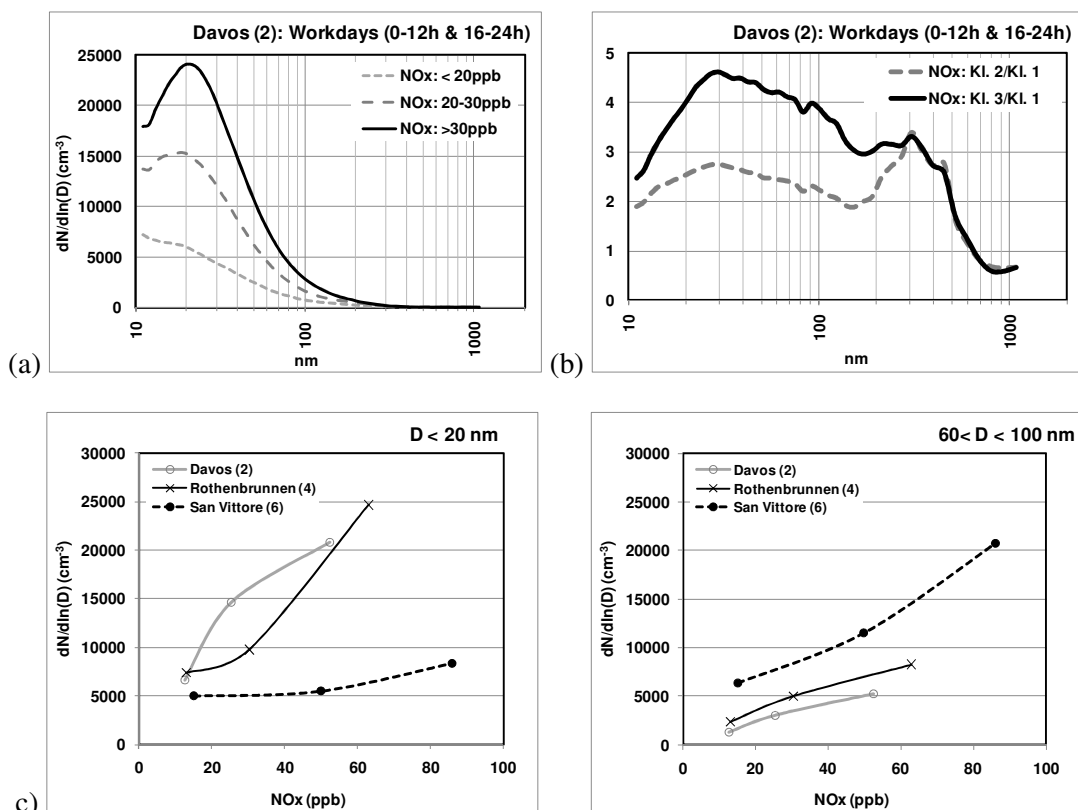 Davos (2): Workdays (0-12h & 16-24h)
25000
20000
15000
10000
5000
0
dN/dln(D) (cm-3)
NOx: < 20ppb
NOx: 20-30ppb
NOx: >30ppb
10
100
1000
nm
(a)
Davos (2): Workdays (0-12h & 16-24h)
5
4
3
2
1
0
NOx: Kl. 2/Kl. 1
NOx: Kl. 3/Kl. 1
10
100
1000
nm
(b)
D < 20 nm
30000
25000
20000
15000
10000
5000
0
dN/dln(D) (cm-3)
Davos (2)
Rothenbrunnen (4)
San Vittore (6)
0 20 40 60 80 100
NOx (ppb)
c)
60< D < 100 nm
30000
25000
20000
15000
10000
5000
0
dN/dln(D) (cm-3)
Davos (2)
Rothenbrunnen (4)
San Vittore (6)
0 20 40 60 80 100
NOx (ppb)